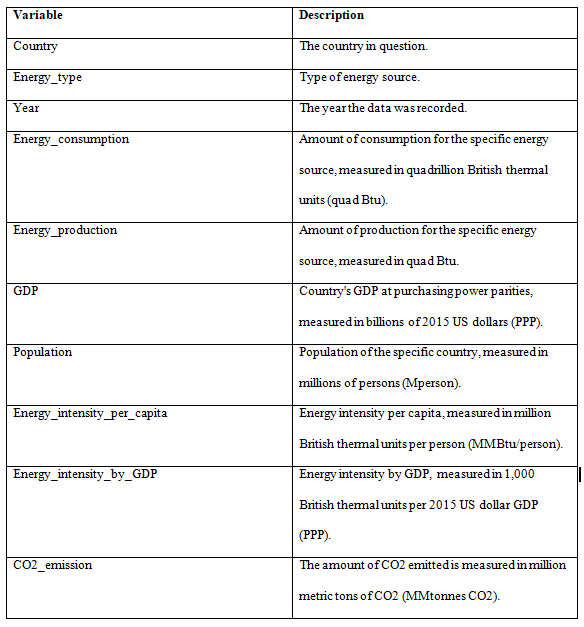 Variable Description
Country The country in question.
Energy_type Type of energy source.
Year The year the data was recorded.
Energy_consumption Amount of consumption for the specific energy
source, measured in quadrillion British thermal
units (quad Btu).
Energy_production Amount of production for the specific energy
source, measured in quad Btu.
GDP Country's GDP at purchasing power parities,
measured in billions of 2015 US dollars (PPP).
Population Population of the specific country, measured in
millions of persons (Mperson).
Energy_intensity_per_capita Energy intensity per capita, measured in million
British thermal units per person (MMBtu/person).
Energy_intensity_by_GDP Energy intensity by GDP, measured in 1,000
British thermal units per 2015 US dollar GDP
(PPP).
CO2_emission The amount of CO2 emitted is measured in million
metric tons of CO2 (MMtonnes CO2).